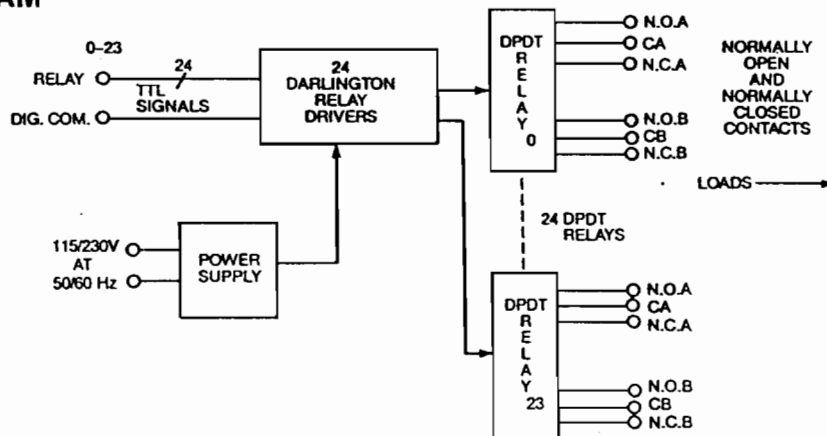 AM
0-23
RELAY
24
TTL
SIGNALS
DIG. COM.
24
DARLINGTON
RELAY
DRIVERS
115/230V
AT
50/60 Hz
POWER
SUPPLY
DPDT
R
E
L
A
Y
0
N.O.A
CA
N.C.A
N.O.B
CB
N.C.B
NORMALLY
OPEN
AND
NORMALLY
CLOSED
CONTACTS
LOADS
24 DPDT
RELAYS
DPDT
R
E
L
A
Y
23
N.O.A
CA
N.C.A
N.O.B
CB
N.C.B